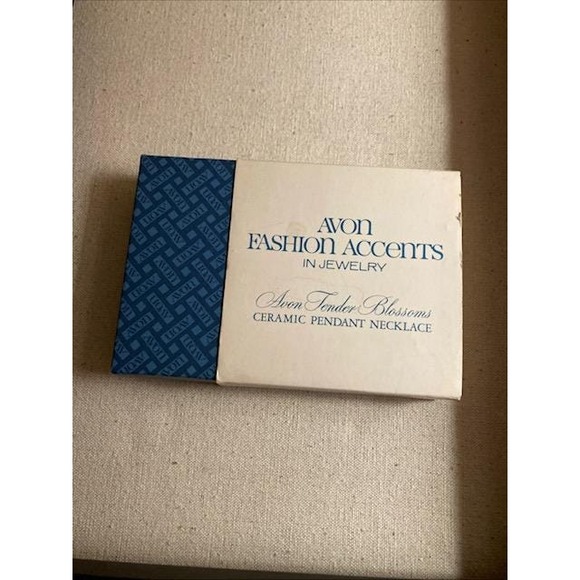 AVON
FASHION ACCENTS
IN JEWELRY
Avon Tender Blossoms
CERAMIC PENDANT NECKLACE